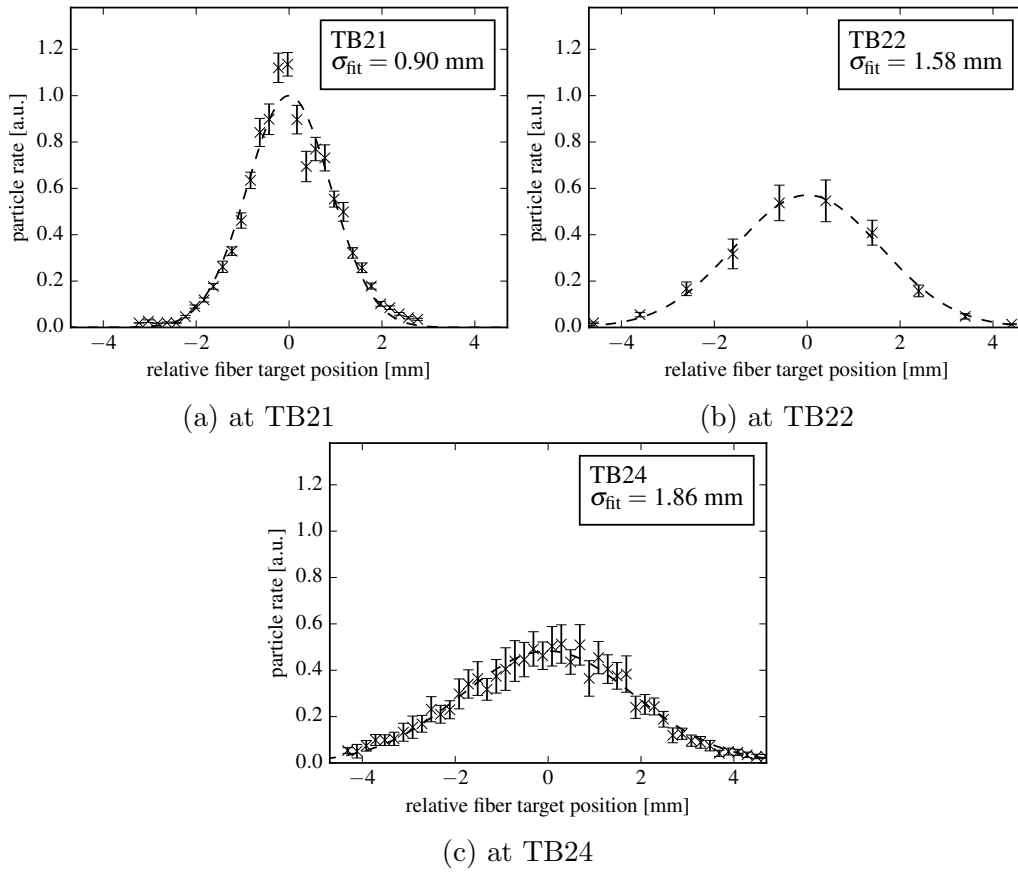 TB21
σfit = 0.90 mm
particle rate [a.u.]
1.2
1.0
0.8
0.6
0.4
0.2
0.0
−4 −2 0 2 4
relative fiber target position [mm]
(a) at TB21
TB22
σfit = 1.58 mm
particle rate [a.u.]
1.2
1.0
0.8
0.6
0.4
0.2
0.0
−4 −2 0 2 4
relative fiber target position [mm]
(b) at TB22
TB24
σfit = 1.86 mm
particle rate [a.u.]
1.2
1.0
0.8
0.6
0.4
0.2
0.0
−4 −2 0 2 4
relative fiber target position [mm]
(c) at TB24